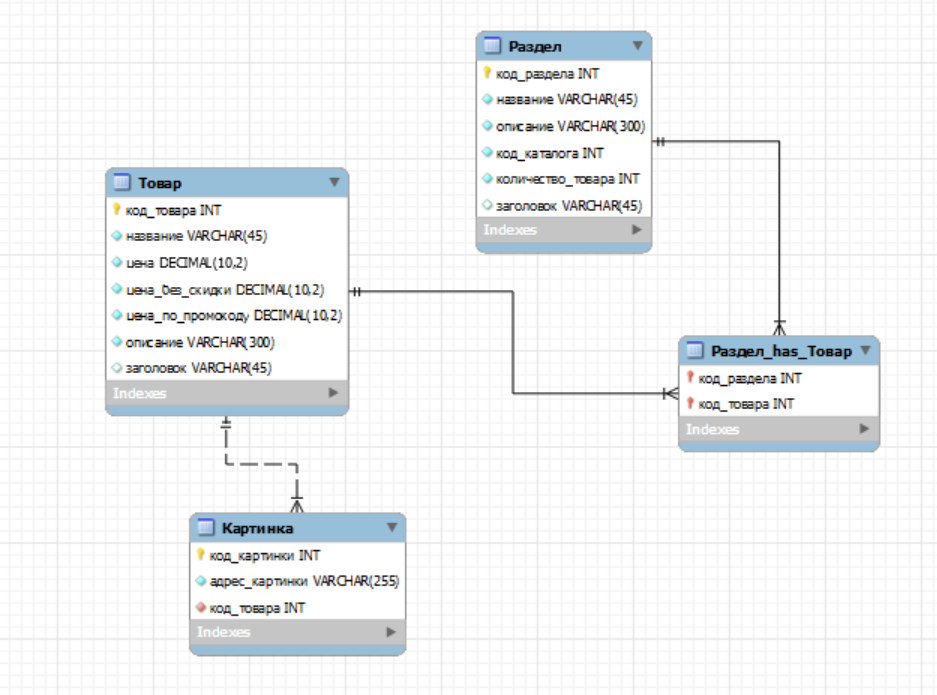 Раздел
код_раздела INT
название VARCHAR(45)
описание VARCHAR(300)
код_каталога INT
количество_товара INT
заголовок VARCHAR(45)
Indexes
Товар
код_товара INT
название VARCHAR(45)
цена DECIMAL(10,2)
цена_без_скидки DECIMAL(10,2)
цена_по_промокоду DECIMAL(10,2)
описание VARCHAR(300)
заголовок VARCHAR(45)
Indexes
Раздел_has_Товар
код_раздела INT
код_товара INT
Indexes
Картинка
код_картинки INT
адрес_картинки VARCHAR(255)
код_товара INT
Indexes